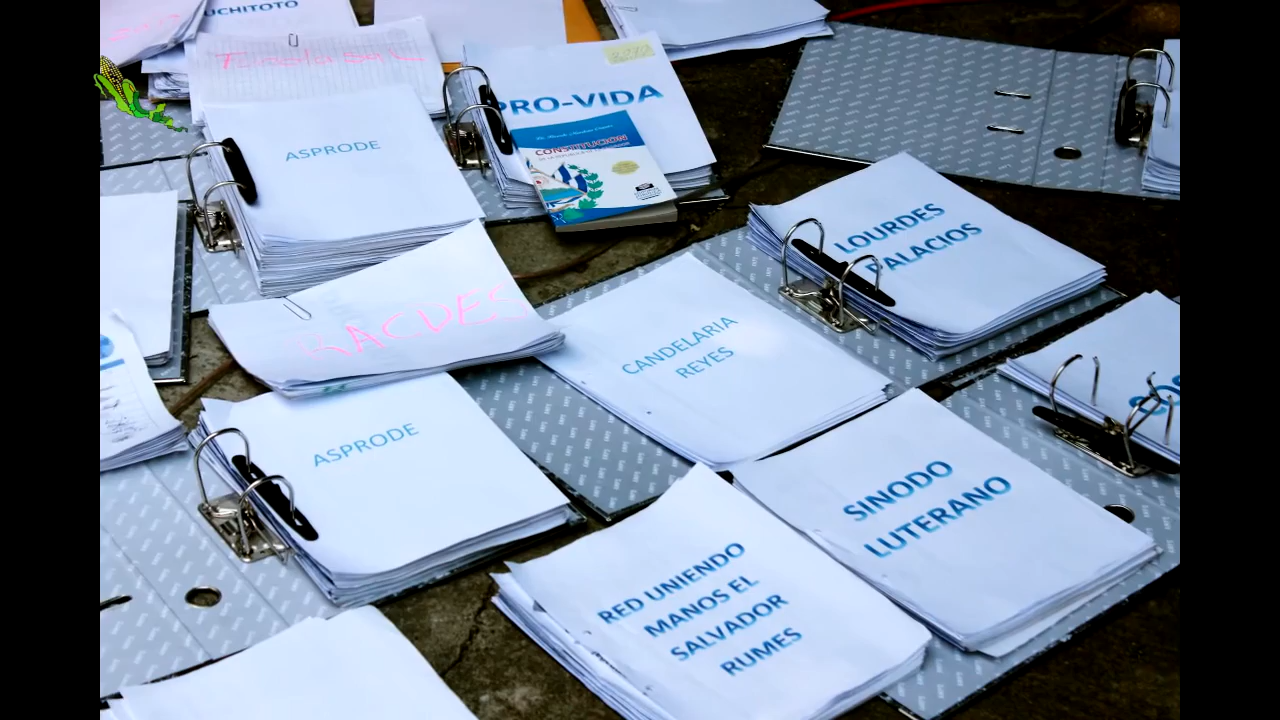 UCHITOTO
PRO-VIDA
CONSTITUCION
ASPRODE
LOURDES
PALACIOS
RACDES
CANDELARIA
REYES
ASPRODE
SINODO
LUTERANO
RED UNIENDO
MANOS EL
SALVADOR
RUMES